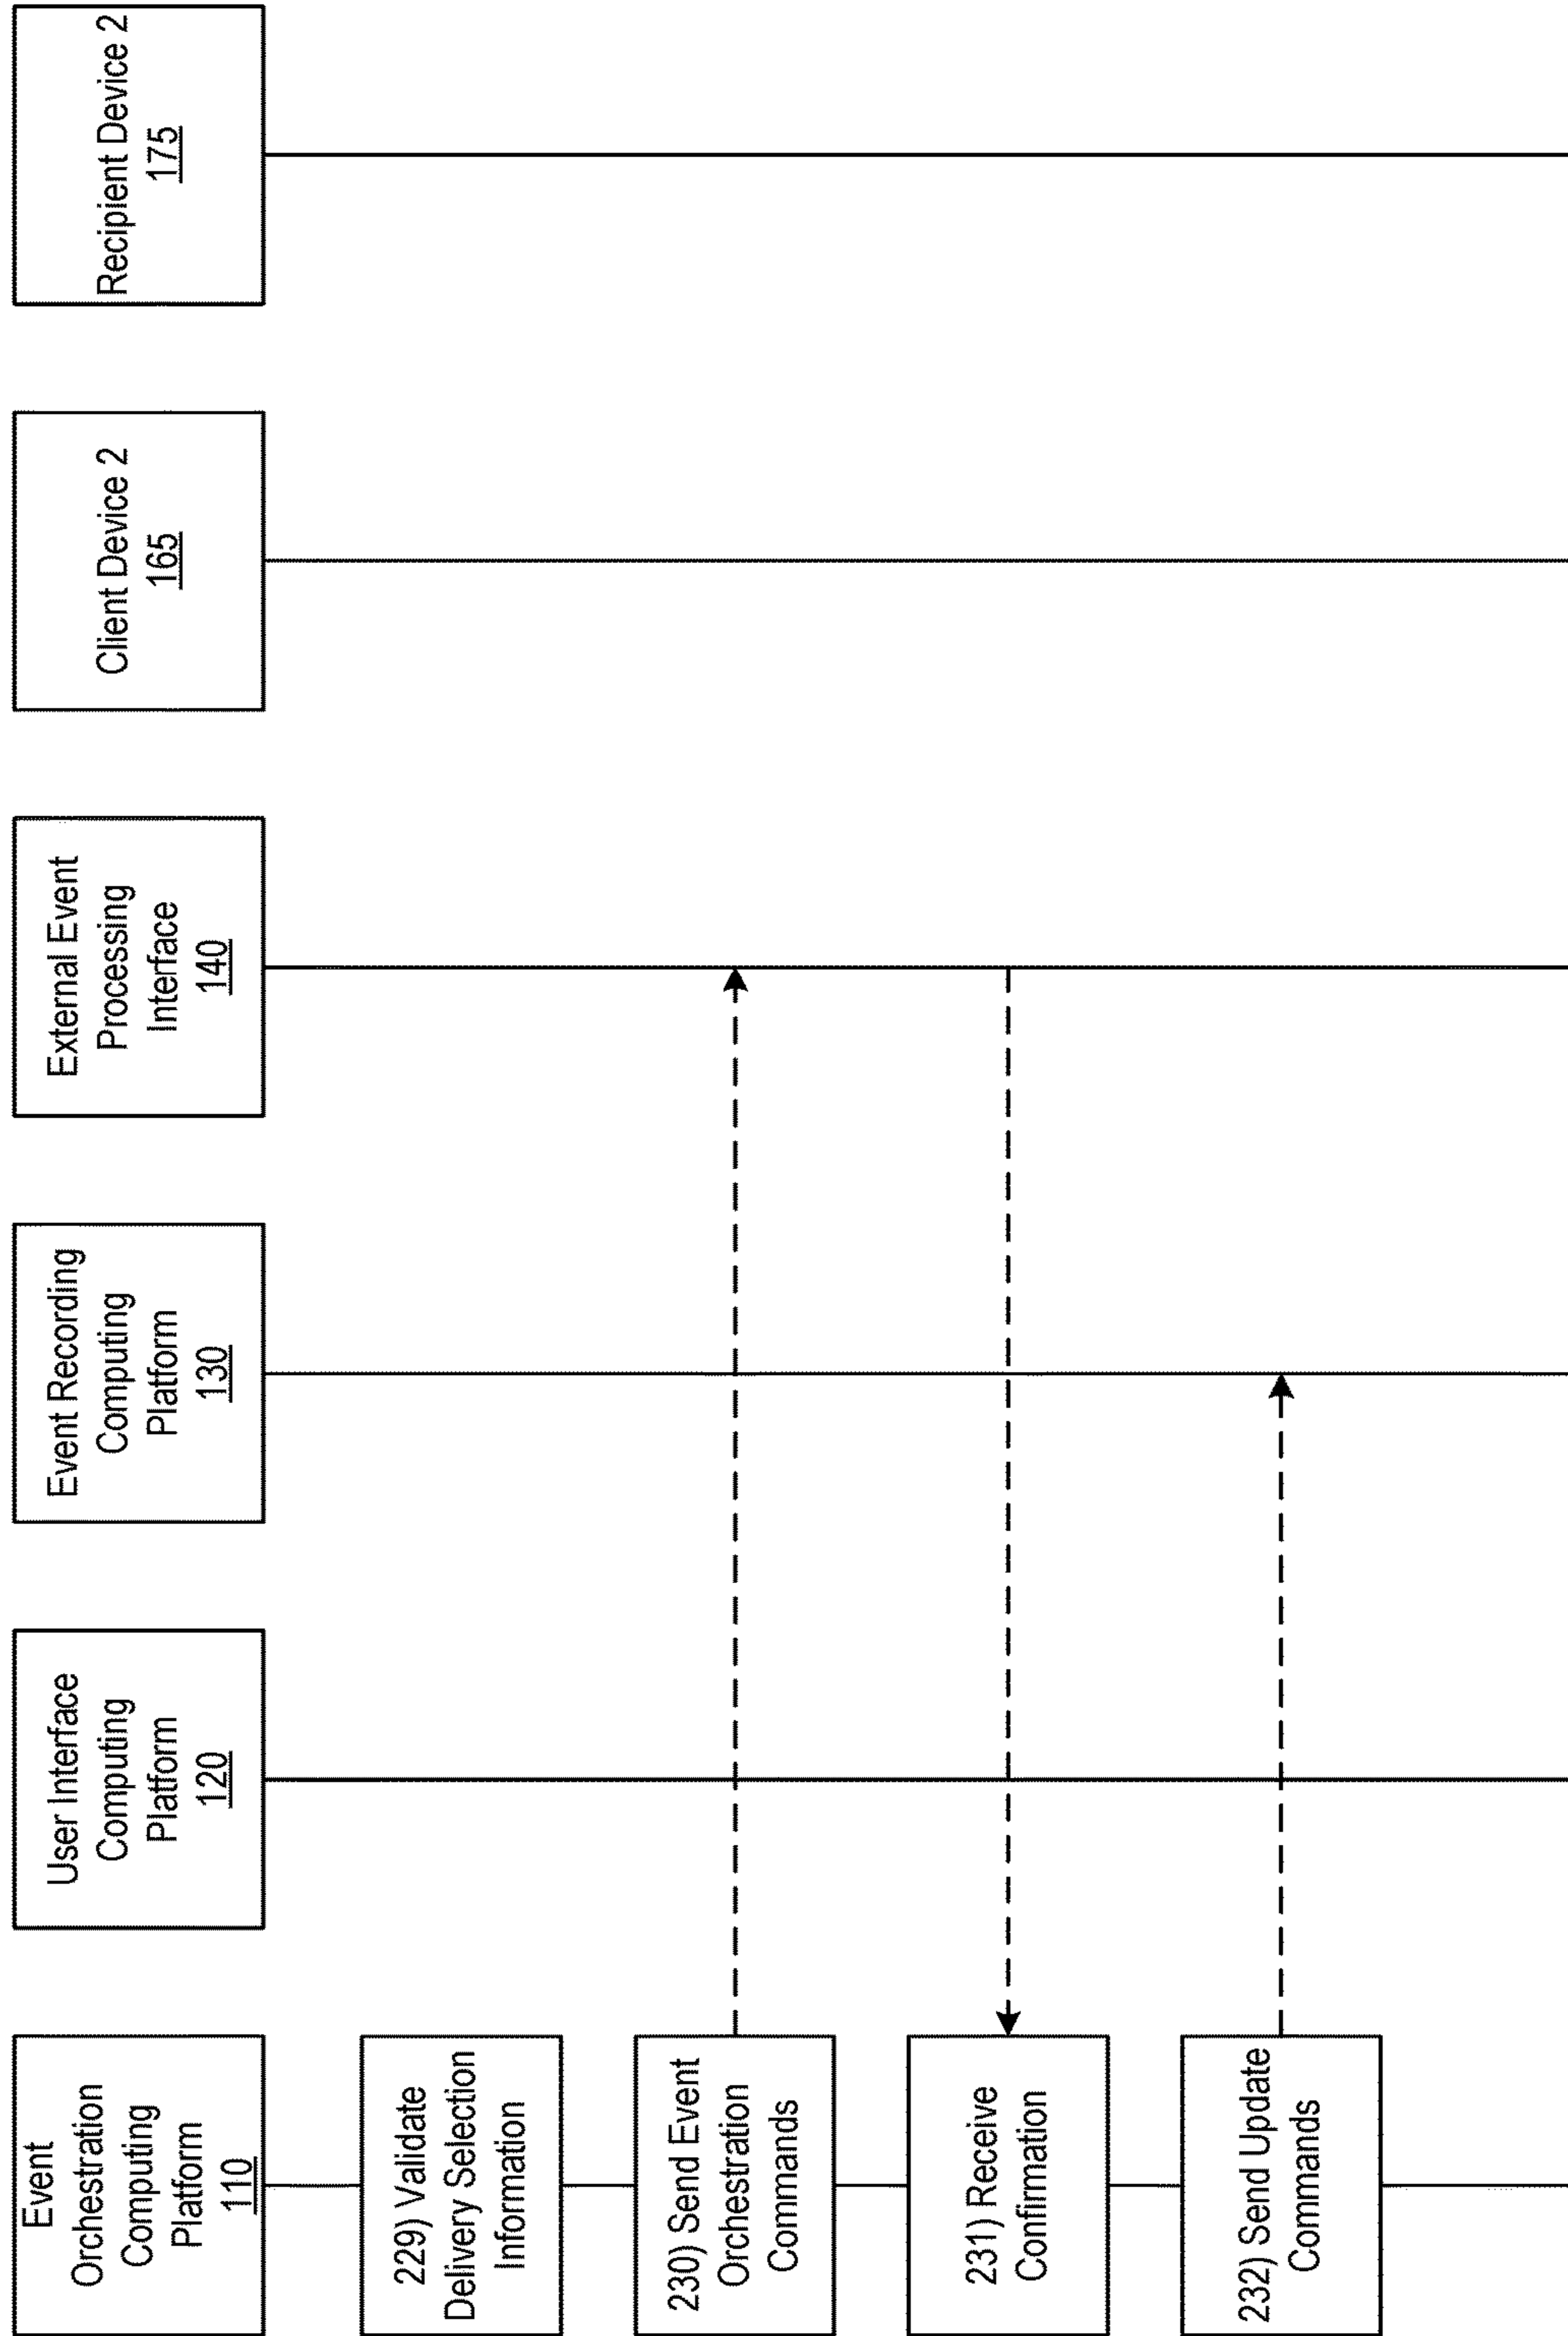 Event
Orchestration
Computing
Platform
110
User Interface
Computing
Platform
120
Event Recording
Computing
Platform
130
External Event
Processing
Interface
140
Client Device 2
165
Recipient Device 2
175
229) Validate
Delivery Selection
Information
230) Send Event
Orchestration
Commands
231) Receive
Confirmation
232) Send Update
Commands